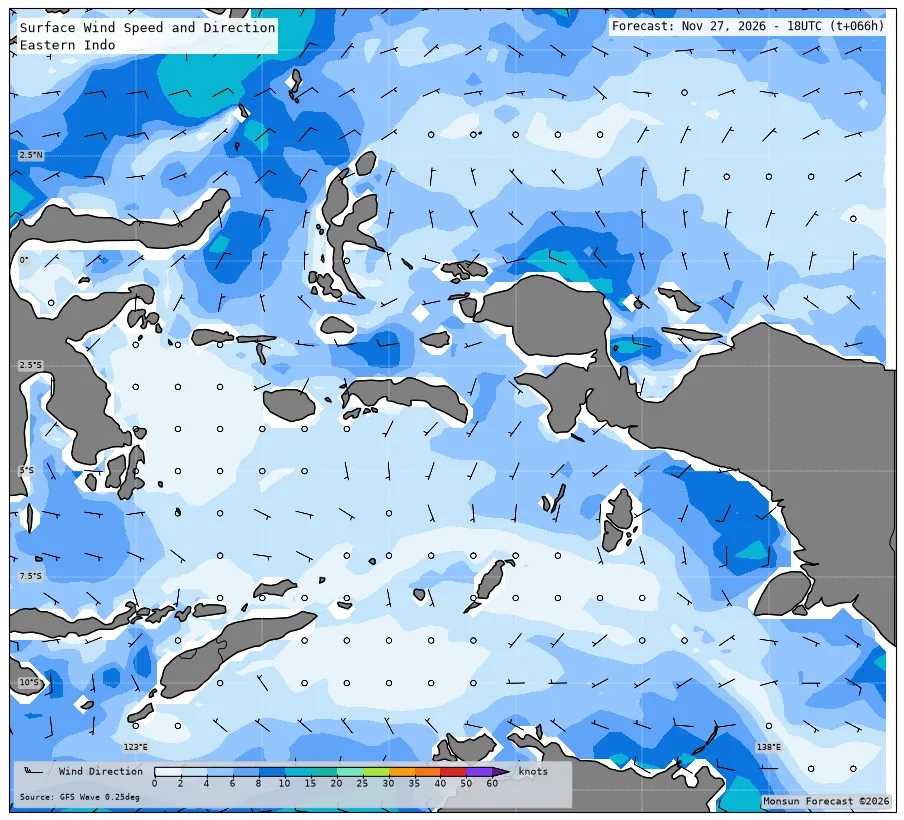 Surface Wind Speed and Direction
Eastern Indo
Forecast: Nov 27, 2026 - 18UTC (t+066h)
2.5°N
0°
2.5°S
5°S
7.5°S
10°S
123°E
138°E
Wind Direction
knots
0 2 4 6 8 10 15 20 25 30 35 40 50 60
Source: GFS Wave 0.25deg
Monsun Forecast ©2026